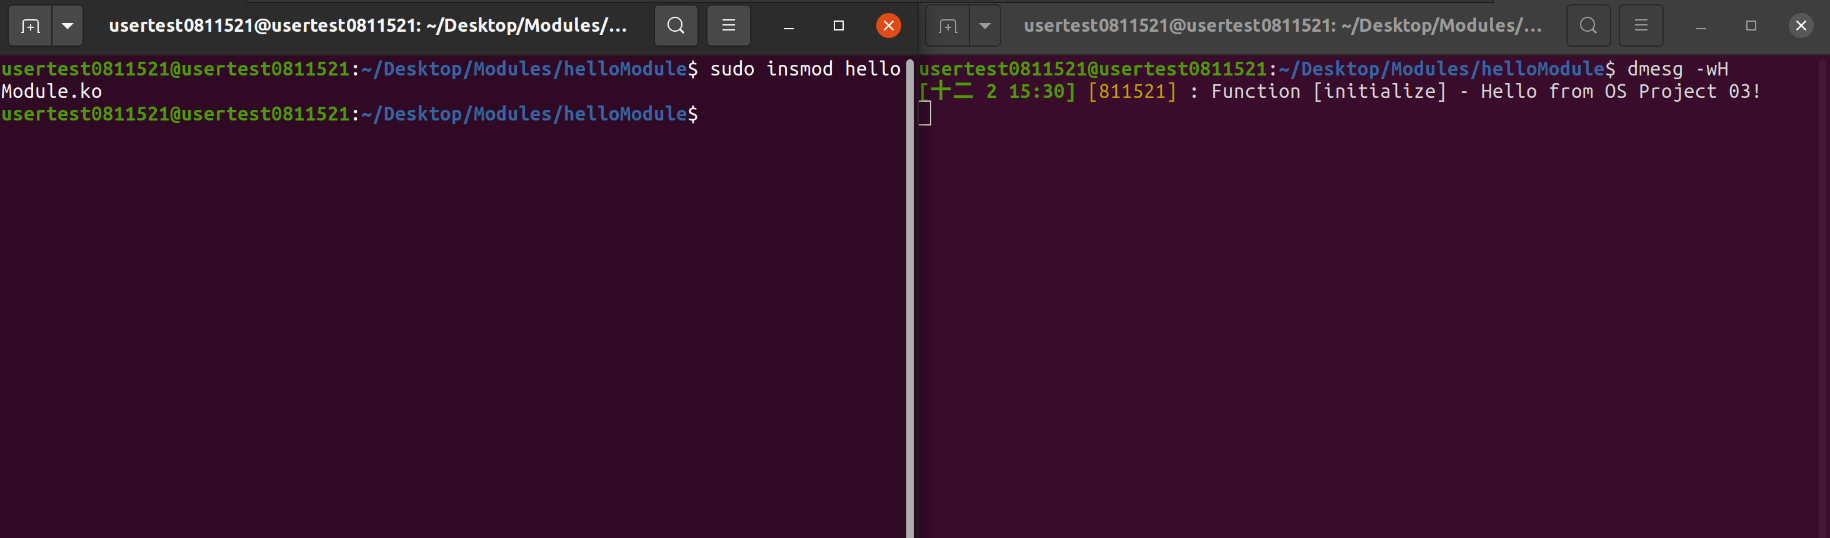 usertest0811521@usertest0811521: ~/Desktop/Modules/...
usertest0811521@usertest0811521:~/Desktop/Modules/helloModule$ sudo insmod hello
Module.ko
usertest0811521@usertest0811521:~/Desktop/Modules/helloModule$
usertest0811521@usertest0811521: ~/Desktop/Modules/...
usertest0811521@usertest0811521:~/Desktop/Modules/helloModule$ dmesg -wH
[十二 2 15:30] [811521] : Function [initialize] - Hello from OS Project 03!